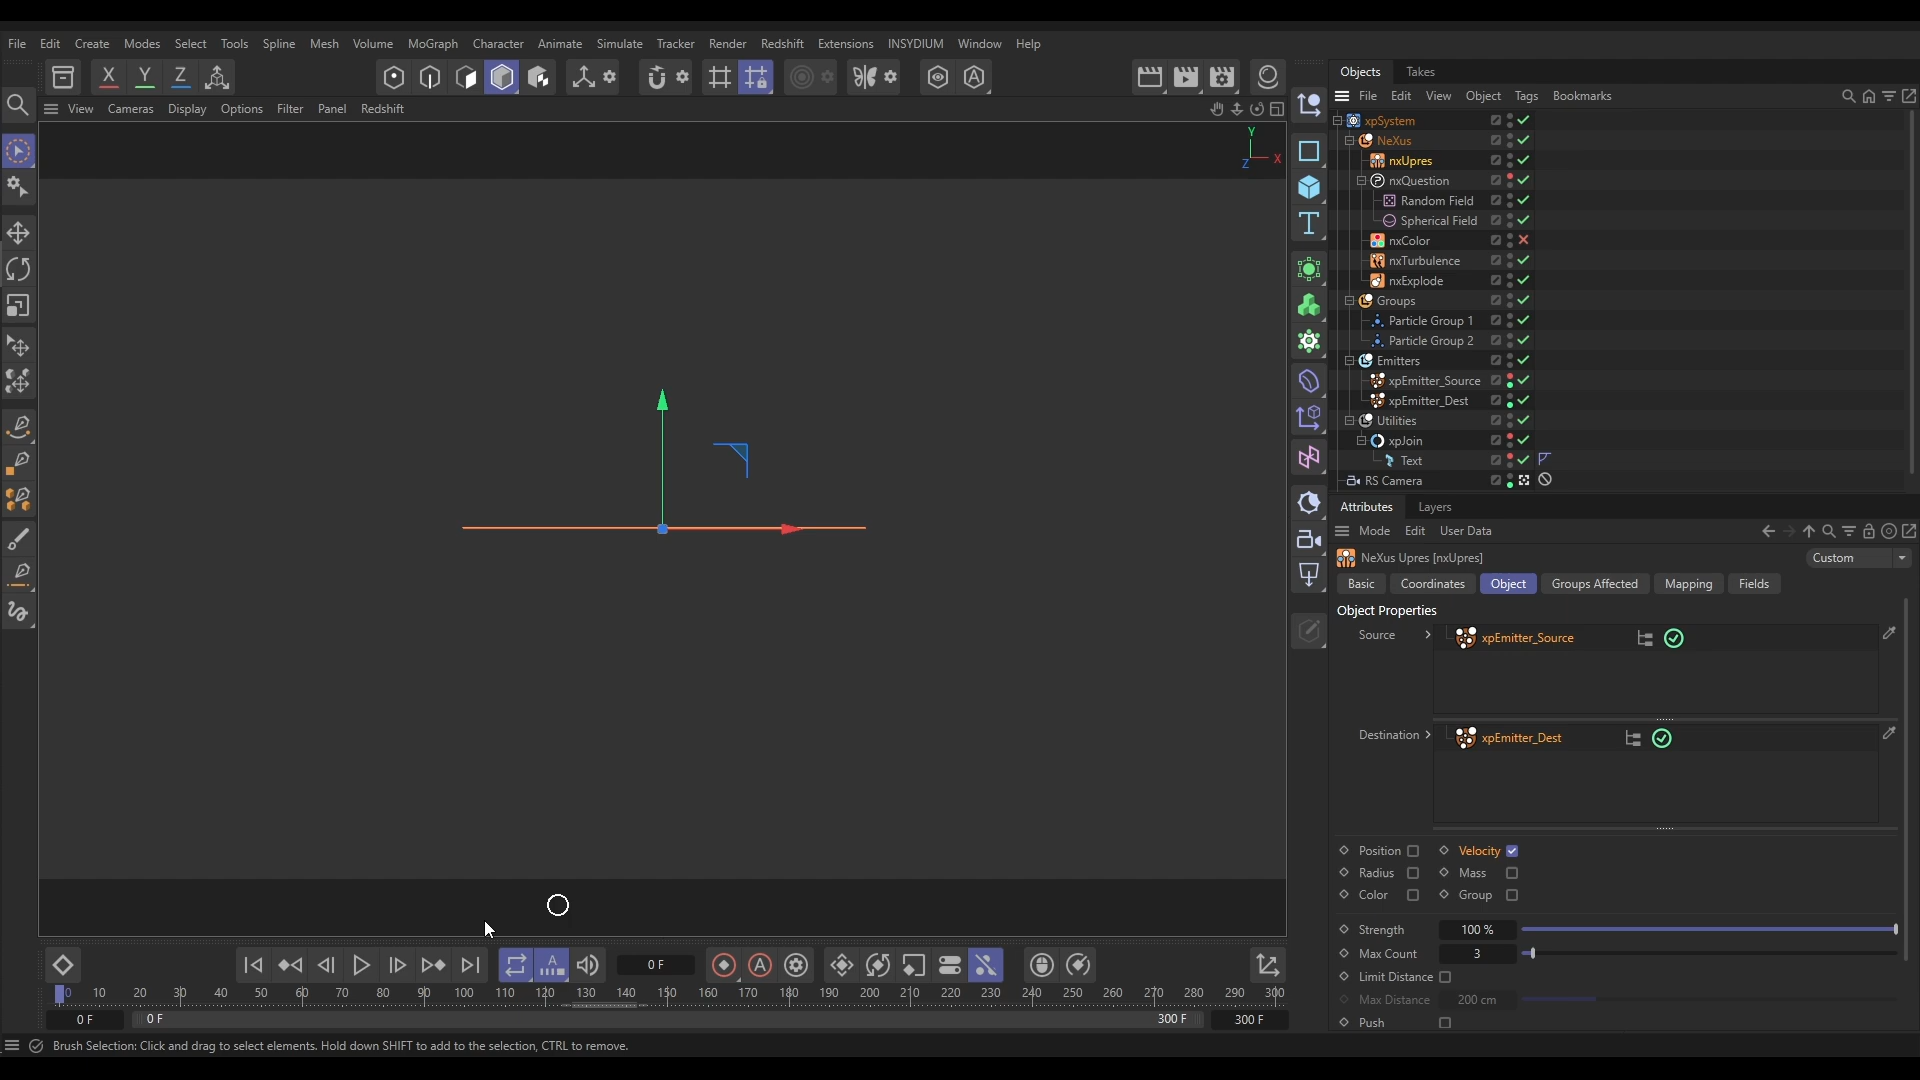 File Edit Create Modes Select Tools Spline Mesh Volume MoGraph Character Animate Simulate Tracker Render Redshift Extensions INSYDIUM Window Help
X Y Z
View Cameras Display Options Filter Panel Redshift
Y
X
Z
Objects Takes
File Edit View Object Tags Bookmarks
xpSystem
NeXus
nxUpres
nxQuestion
Random Field
Spherical Field
nxColor
nxTurbulence
nxExplode
Groups
Particle Group 1
Particle Group 2
Emitters
xpEmitter_Source
xpEmitter_Dest
Utilities
xpJoin
Text
RS Camera
Attributes Layers
Mode Edit User Data
NeXus Upres [nxUpres] Custom
Basic Coordinates Object Groups Affected Mapping Fields
Object Properties
Source xpEmitter_Source
Destination xpEmitter_Dest
Position Velocity
Radius Mass
Color Group
Strength 100 %
Max Count 3
Limit Distance
Max Distance 200 cm
Push
0 F
0 10 20 30 40 50 60 70 80 90 100 110 120 130 140 150 160 170 180 190 200 210 220 230 240 250 260 270 280 290 300
0 F 0 F 300 F 300 F
Brush Selection: Click and drag to select elements. Hold down SHIFT to add to the selection, CTRL to remove.